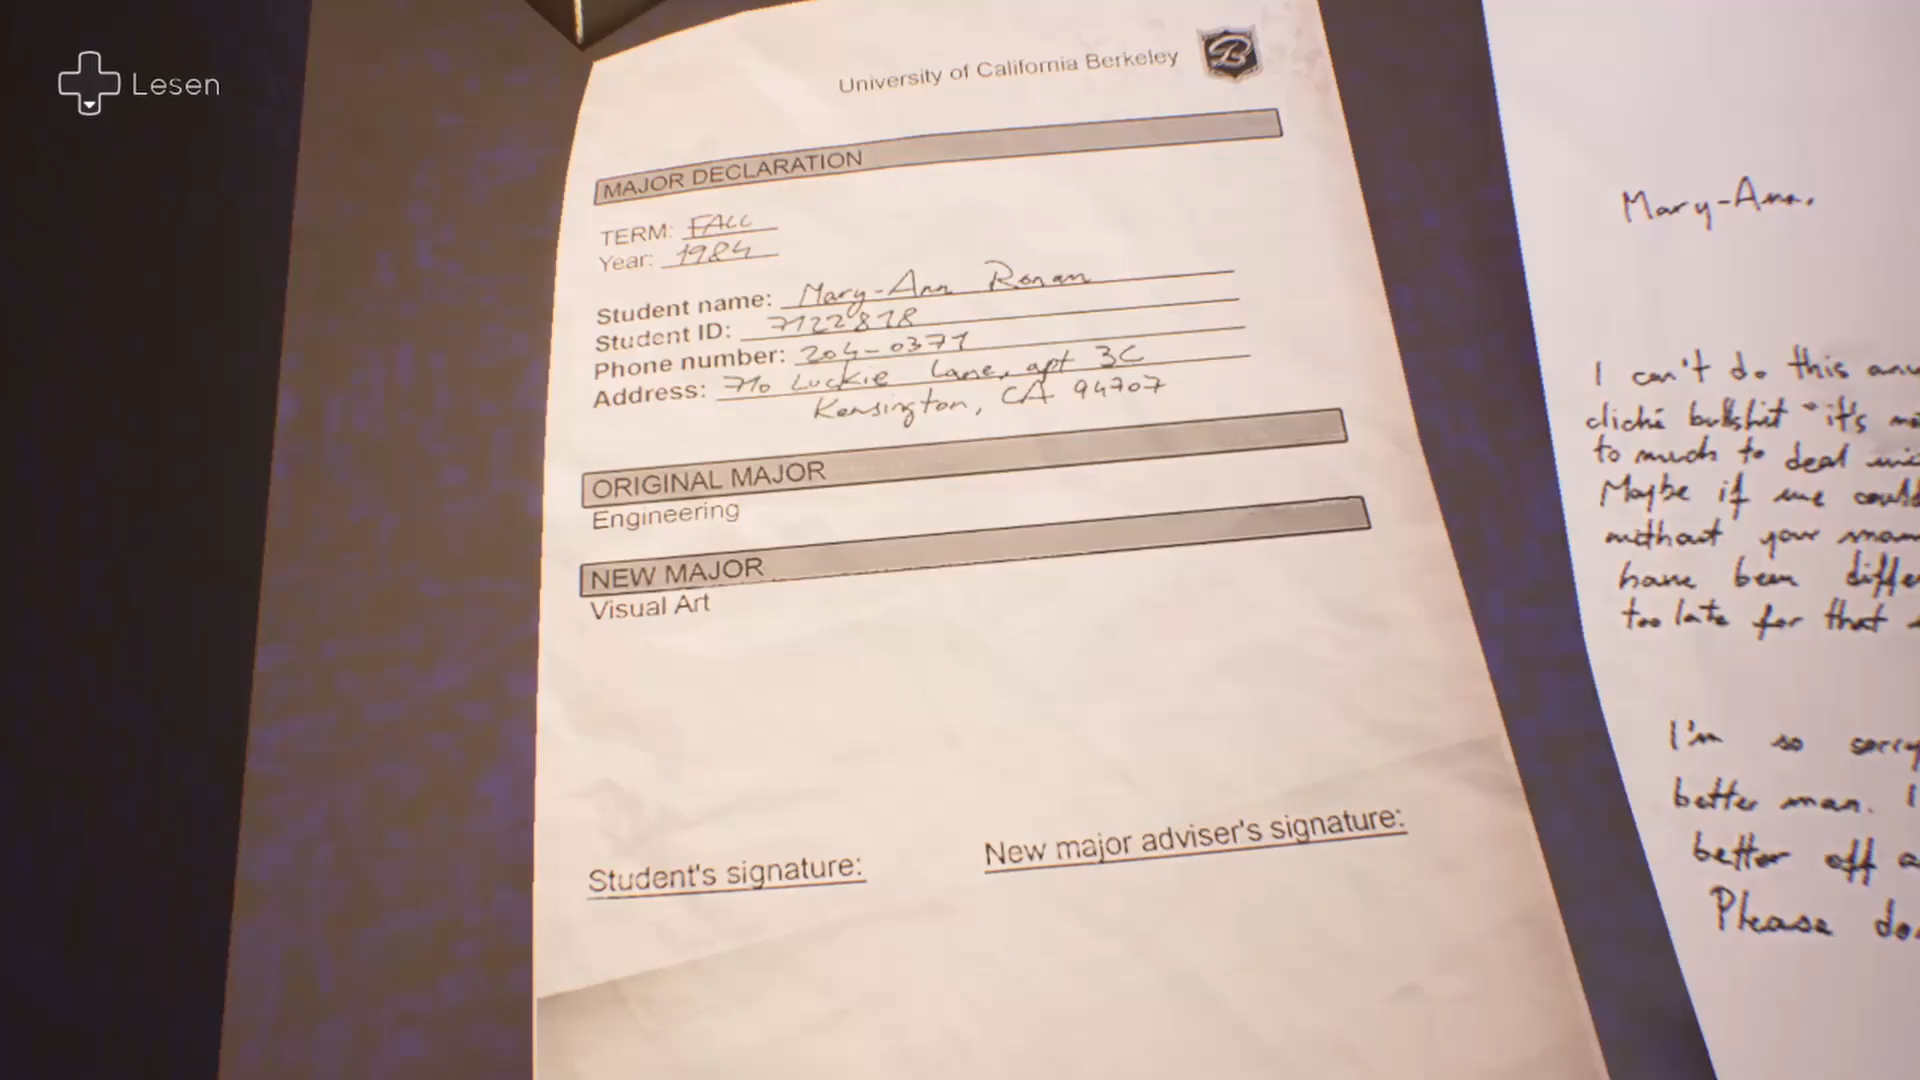 Lesen
University of California Berkeley
MAJOR DECLARATION
TERM: FALL
Year: 1984
Student name: Mary-Ann Ronan
Student ID: 7122818
Phone number: 204-0371
Address: 710 Luckie Lane, apt 3C
Kensington, CA 94707
ORIGINAL MAJOR
Engineering
NEW MAJOR
Visual Art
Student's signature:
New major adviser's signature:
Mary-Ann,
I can't do this
cliché bullshit "it's
to much to deal
Maybe if we could
without your
have been
too late for that
I'm so sorry
better man. I
better off
Please